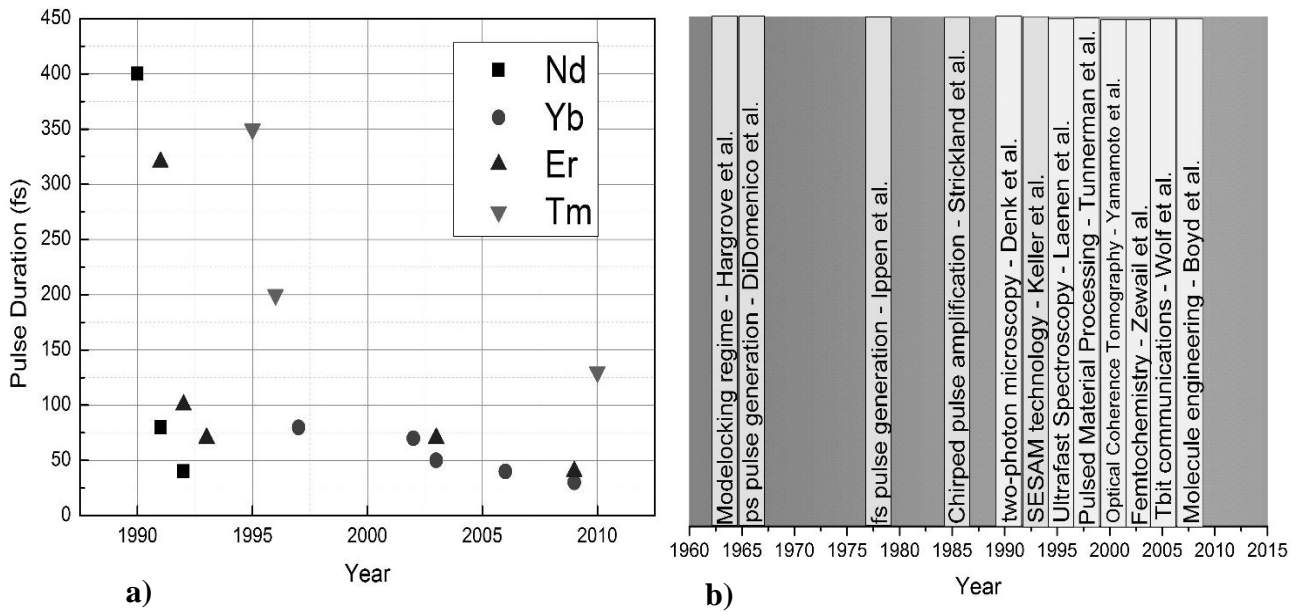 450
400
350
300
250
200
150
100
50
0
Pulse Duration (fs)
1990
1995
2000
2005
2010
Year
Nd
Yb
Er
Tm
a)
Modelocking regime - Hargrove et al.
ps pulse generation - DiDomenico et al.
fs pulse generation - Ippen et al.
Chirped pulse amplification - Strickland et al.
two-photon microscopy - Denk et al.
SESAM technology - Keller et al.
Ultrafast Spectroscopy - Laenen et al.
Pulsed Material Processing - Tunnerman et al.
Optical Coherence Tomography - Yamamoto et al.
Femtochemistry - Zewail et al.
Tbit communications - Wolf et al.
Molecule engineering - Boyd et al.
1960
1965
1970
1975
1980
1985
1990
1995
2000
2005
2010
2015
Year
b)